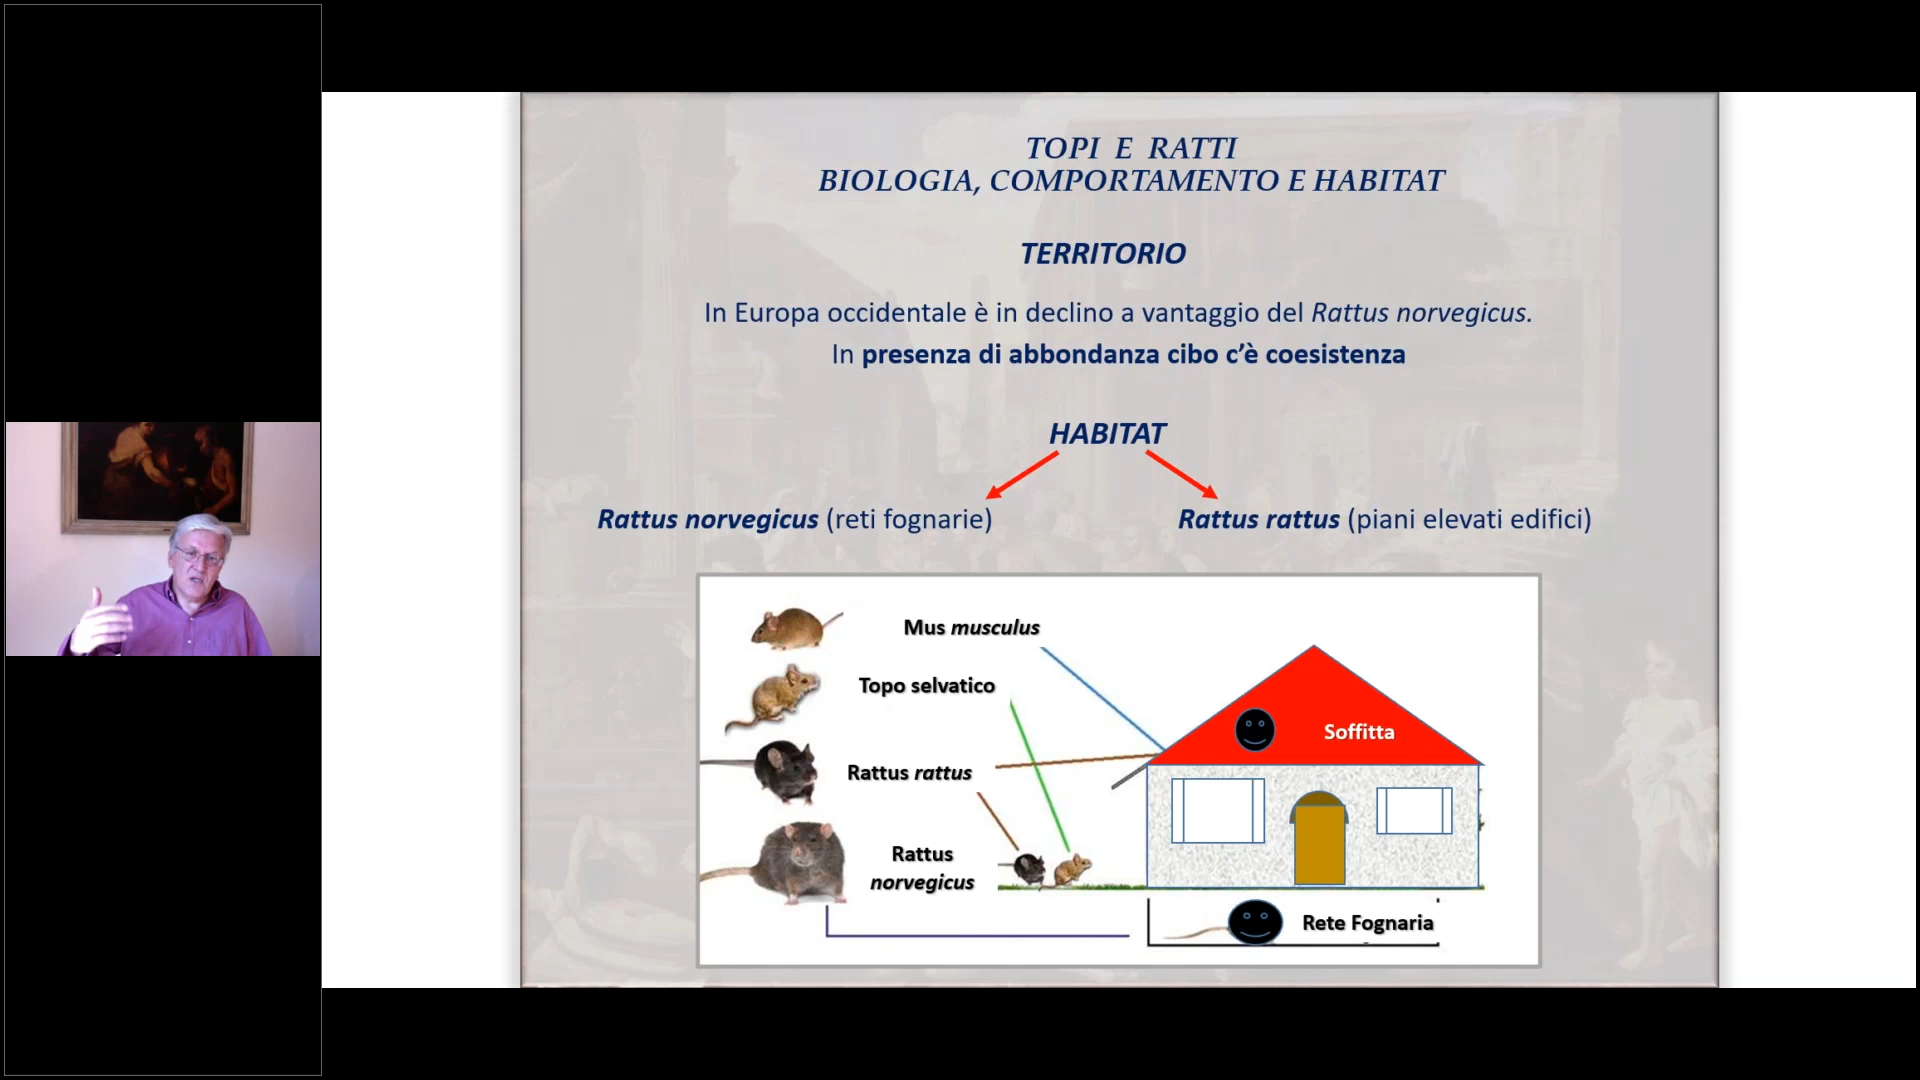 TOPI E RATTI
BIOLOGIA, COMPORTAMENTO E HABITAT
TERRITORIO
In Europa occidentale è in declino a vantaggio del Rattus norvegicus.
In presenza di abbondanza cibo c'è coesistenza
HABITAT
Rattus norvegicus (reti fognarie)
Rattus rattus (piani elevati edifici)
Mus musculus
Topo selvatico
Rattus rattus
Rattus
norvegicus
Soffitta
Rete Fognaria